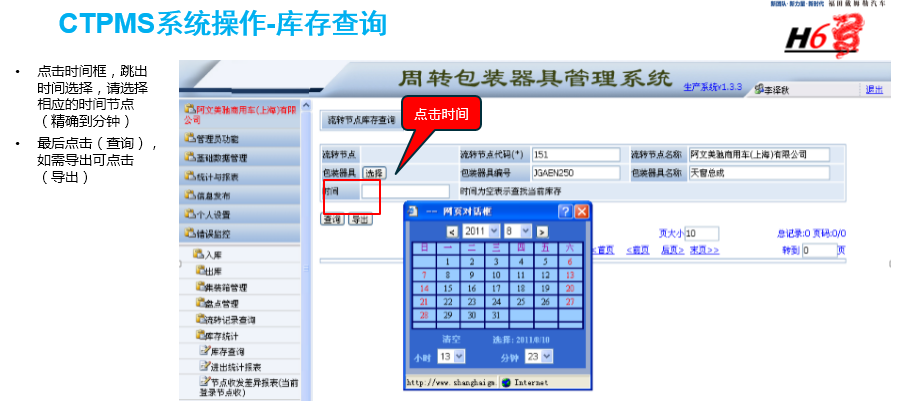 CTPMS系统操作-库存查询
H6
• 点击时间框，跳出
时间选择，请选择
相应的时间节点
（精确到分钟）
• 最后点击（查询），
如需导出可点击
（导出）
周转包装器具管理系统
生产系统v1.3.3
李泽秋
退出
阿文美驰商用车(上海)有限
公司
管理员功能
基础数据管理
统计与报表
信息发布
个人设置
错误监控
入库
出库
集装箱管理
盘点管理
流转记录查询
库存统计
库存查询
进出统计报表
节点收发差异报表(当前
登录节点收)
流转节点库存查询
点击时间
流转节点
流转节点代码(*) 151
流转节点名称 阿文美驰商用车(上海)有限公司
包装器具 选择
包装器具编号 JGAEN250
包装器具名称 天窗总成
时间
时间为空表示查找当前库存
查询 导出
页大小 10
总记录:0 页码:0/0
<<首页 <前页 后页> 末页>>
转到 0 页
-- 网页对话框
< 2011 8 >
日 一 二 三 四 五 六
1 2 3 4 5 6
7 8 9 10 11 12 13
14 15 16 17 18 19 20
21 22 23 24 25 26 27
28 29 30 31
清空 选择: 2011/8/10
小时 13 分钟 23
http://www.shanghaigm. Internet